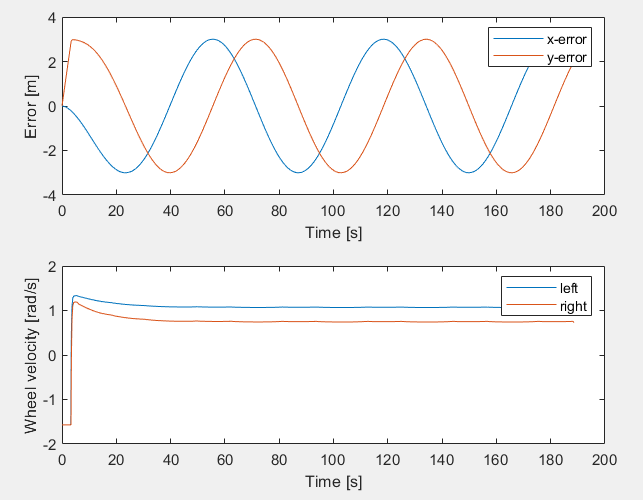 4
2
0
-2
-4
Error [m]
x-error
y-error
0 20 40 60 80 100 120 140 160 180 200
Time [s]
2
1
0
-1
-2
Wheel velocity [rad/s]
left
right
0 20 40 60 80 100 120 140 160 180 200
Time [s]